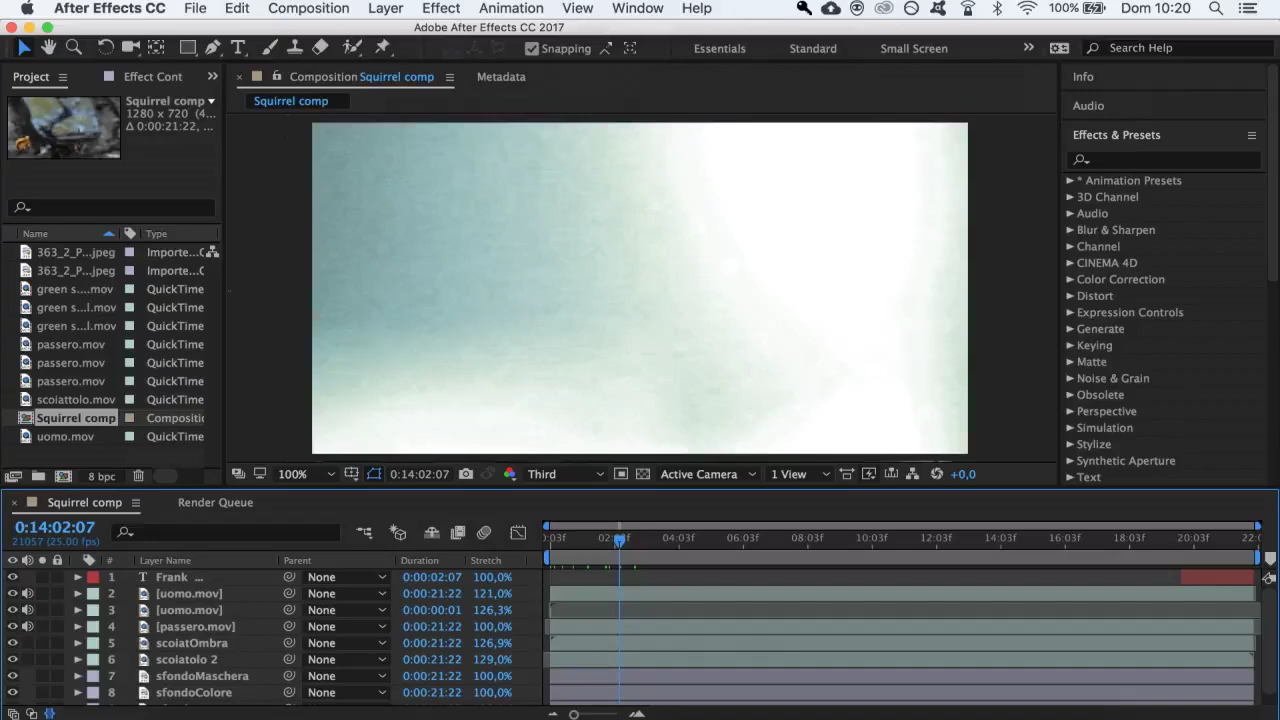 After Effects CC File Edit Composition Layer Effect Animation View Window Help 100% Dom 10:20
Adobe After Effects CC 2017
Snapping Essentials Standard Small Screen Search Help
Project Effect Cont Composition Squirrel comp Metadata Info
Squirrel comp Squirrel comp
1280 x 720 (4...
Δ 0:00:21:22, ...
Audio
Effects & Presets
* Animation Presets
3D Channel
Audio
Blur & Sharpen
Channel
CINEMA 4D
Color Correction
Distort
Expression Controls
Generate
Keying
Matte
Noise & Grain
Obsolete
Perspective
Simulation
Stylize
Synthetic Aperture
Text
Name Type
363_2_P...jpeg Importe...
363_2_P...jpeg Importe...
green s....mov QuickTime
green s...l.mov QuickTime
green s...l.mov QuickTime
passero.mov QuickTime
passero.mov QuickTime
passero.mov QuickTime
scoiattolo.mov QuickTime
Squirrel comp Compositi
uomo.mov QuickTime
8 bpc 100% 0:14:02:07 Third Active Camera 1 View +0,0
Squirrel comp Render Queue
0:14:02:07
21057 (25.00 fps)
:03f 04:03f 06:03f 08:03f 10:03f 12:03f 14:03f 16:03f 18:03f 20:03f 22:0
# Layer Name Parent Duration Stretch
1 T Frank ... None 0:00:02:07 100,0%
2 [uomo.mov] None 0:00:21:22 121,0%
3 [uomo.mov] None 0:00:00:01 126,3%
4 [passero.mov] None 0:00:21:22 100,0%
5 scoiatOmbra None 0:00:21:22 126,9%
6 scoiatolo 2 None 0:00:21:22 129,0%
7 sfondoMaschera None 0:00:21:22 100,0%
8 sfondoColore None 0:00:21:22 100,0%